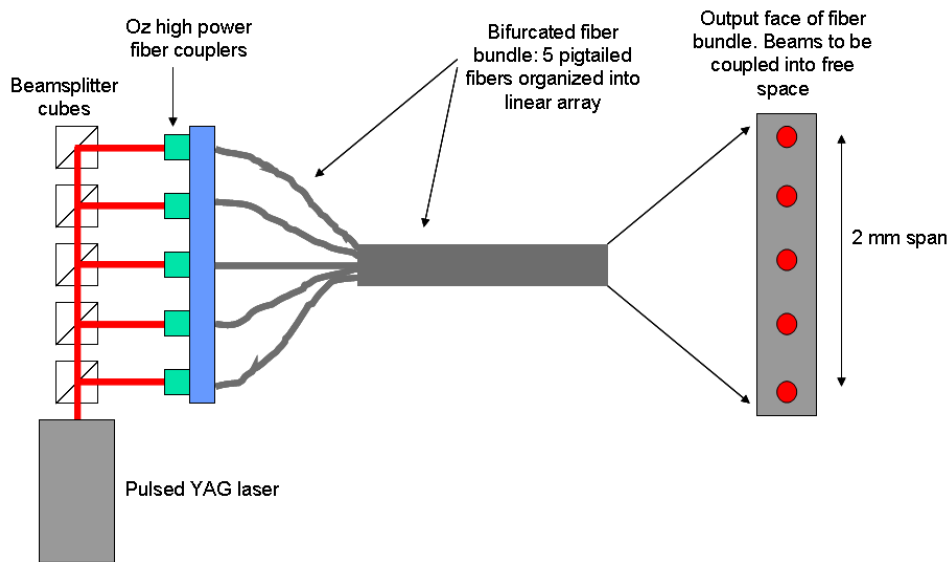 Oz high power
fiber couplers
Beamsplitter
cubes
Bifurcated fiber
bundle: 5 pigtailed
fibers organized into
linear array
Output face of fiber
bundle. Beams to be
coupled into free
space
2 mm span
Pulsed YAG laser